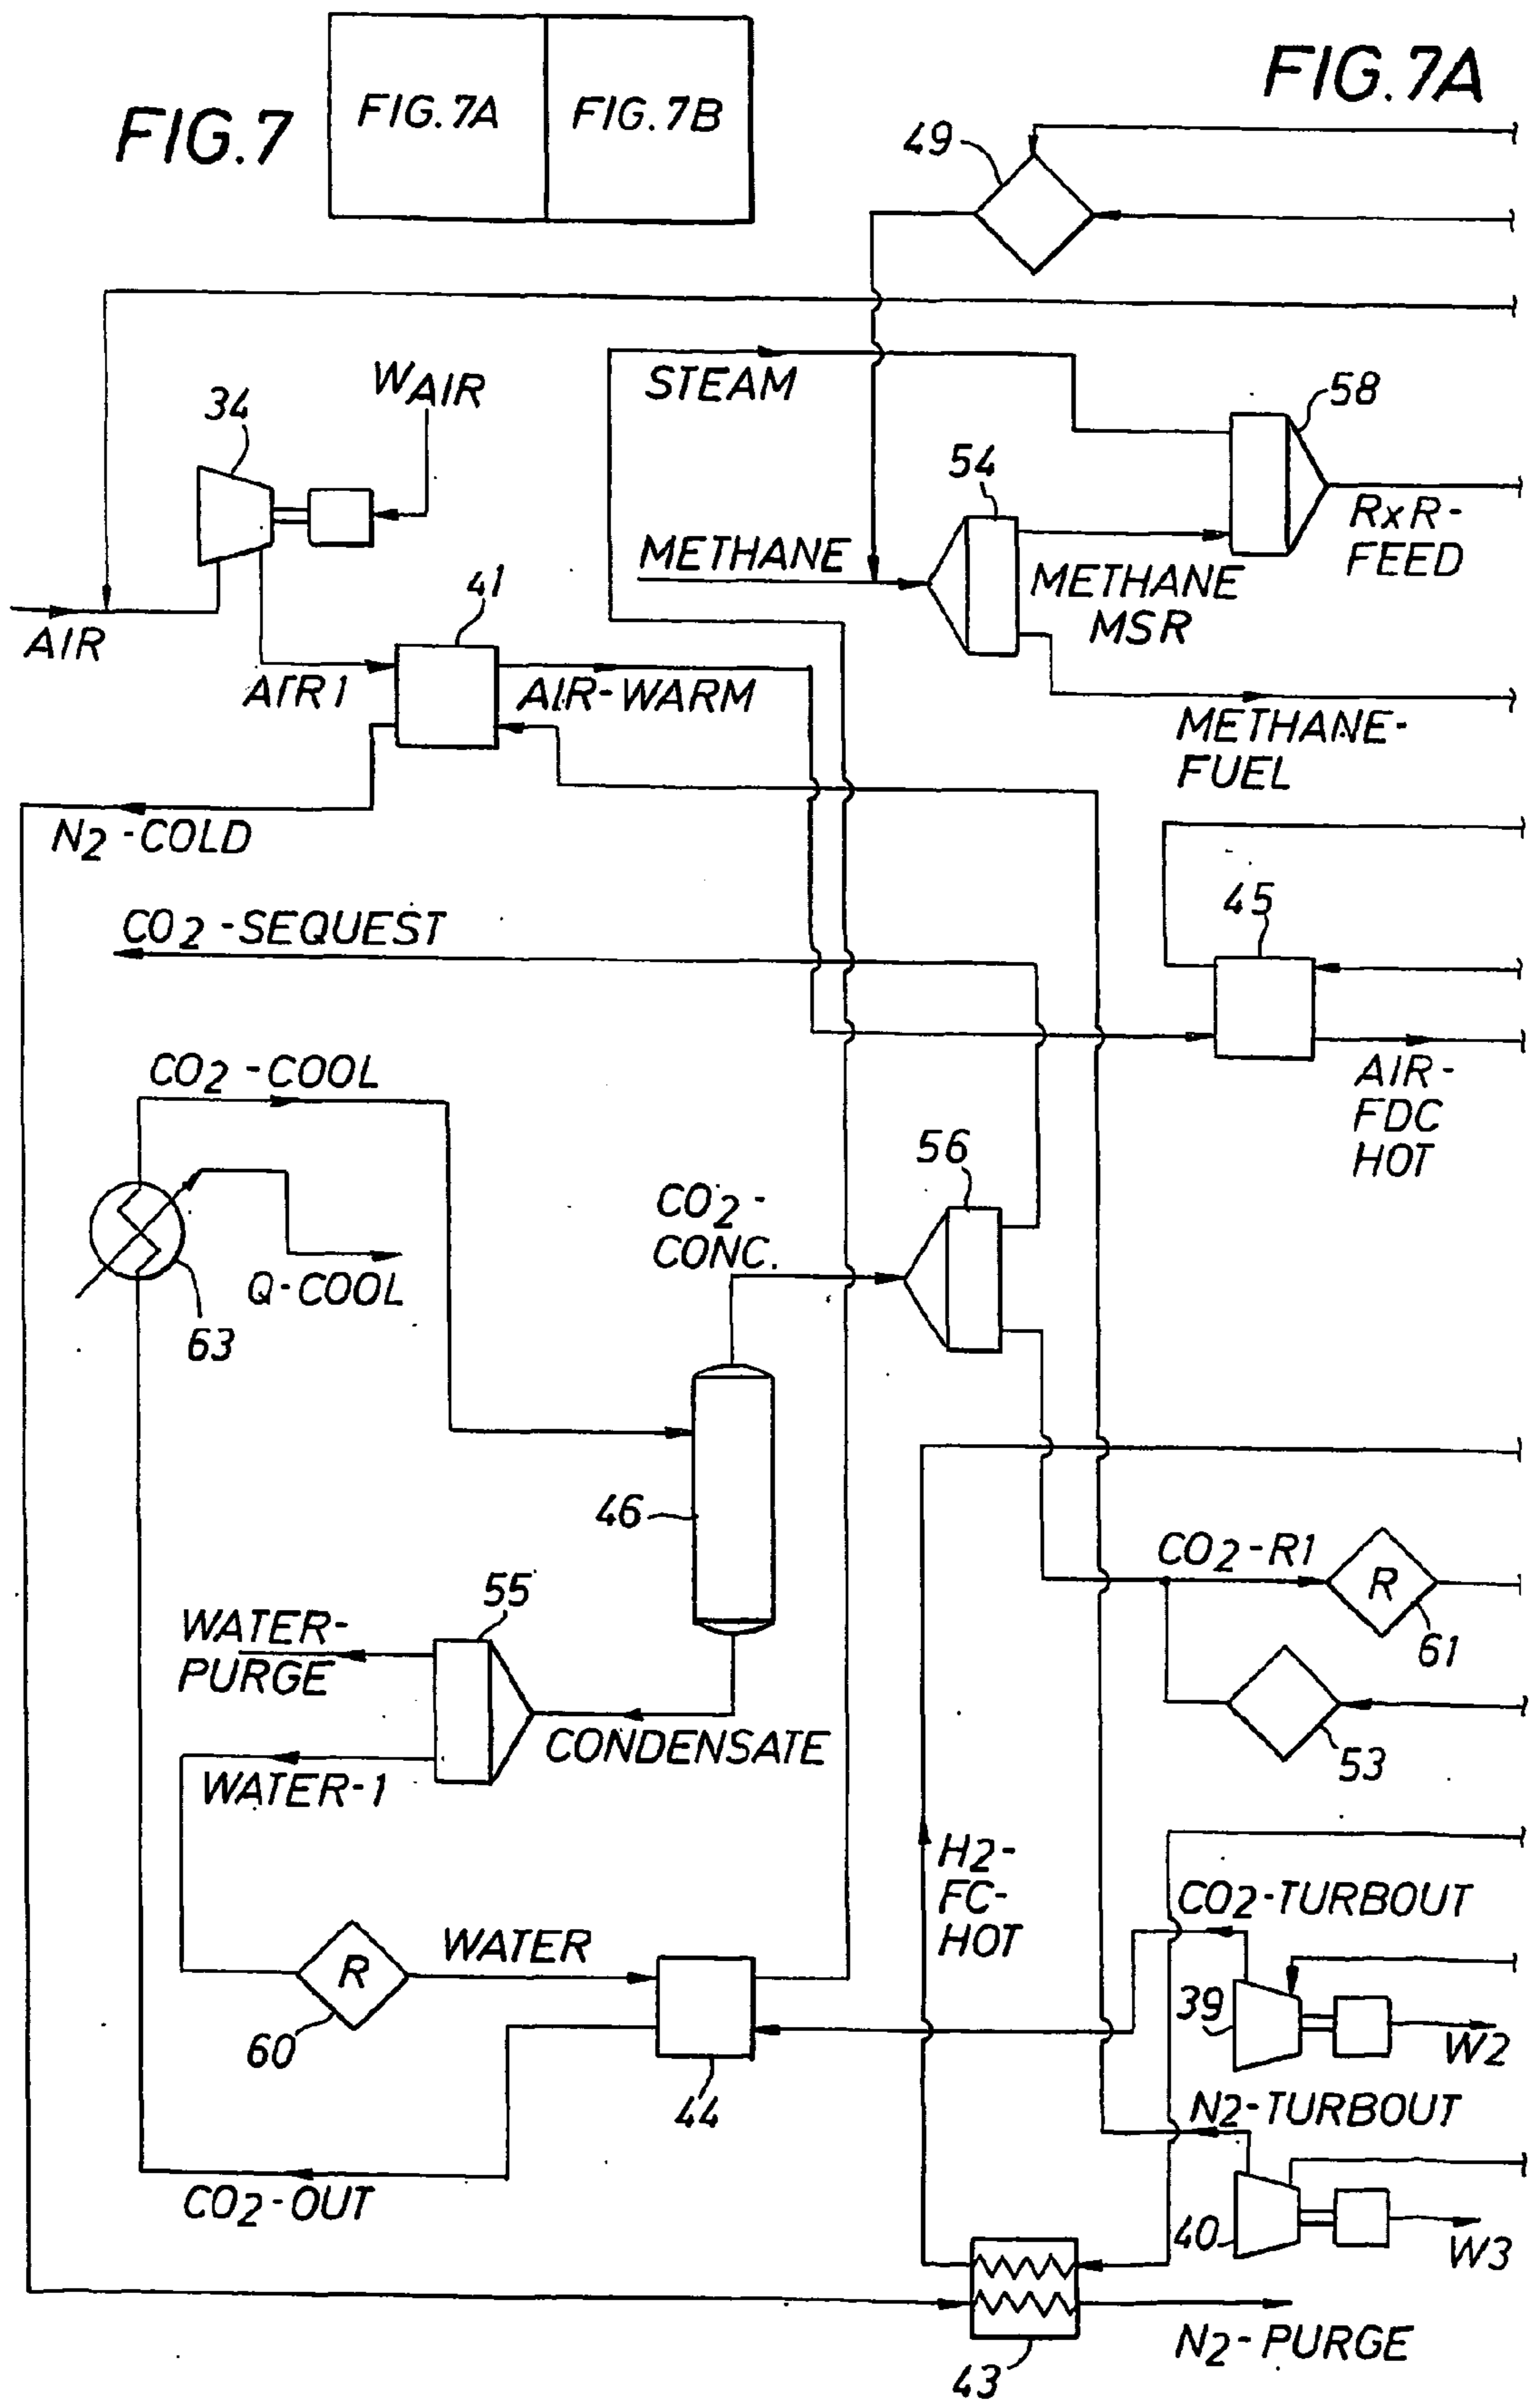 FIG.7
FIG.7A
FIG.7B
FIG.7A
49
WAIR
34
STEAM
58
54
METHANE
RxR-
FEED
METHANE
MSR
41
AIR
AIR1
AIR-WARM
METHANE-
FUEL
N2-COLD
CO2-SEQUEST
45
CO2-COOL
AIR-
FDC
HOT
56
CO2-
CONC.
Q-COOL
63
46
CO2-R1
R
61
55
WATER-
PURGE
CONDENSATE
53
WATER-1
H2-
FC-
HOT
CO2-TURBOUT
WATER
R
60
39
W2
44
N2-TURBOUT
CO2-OUT
40
W3
N2-PURGE
43